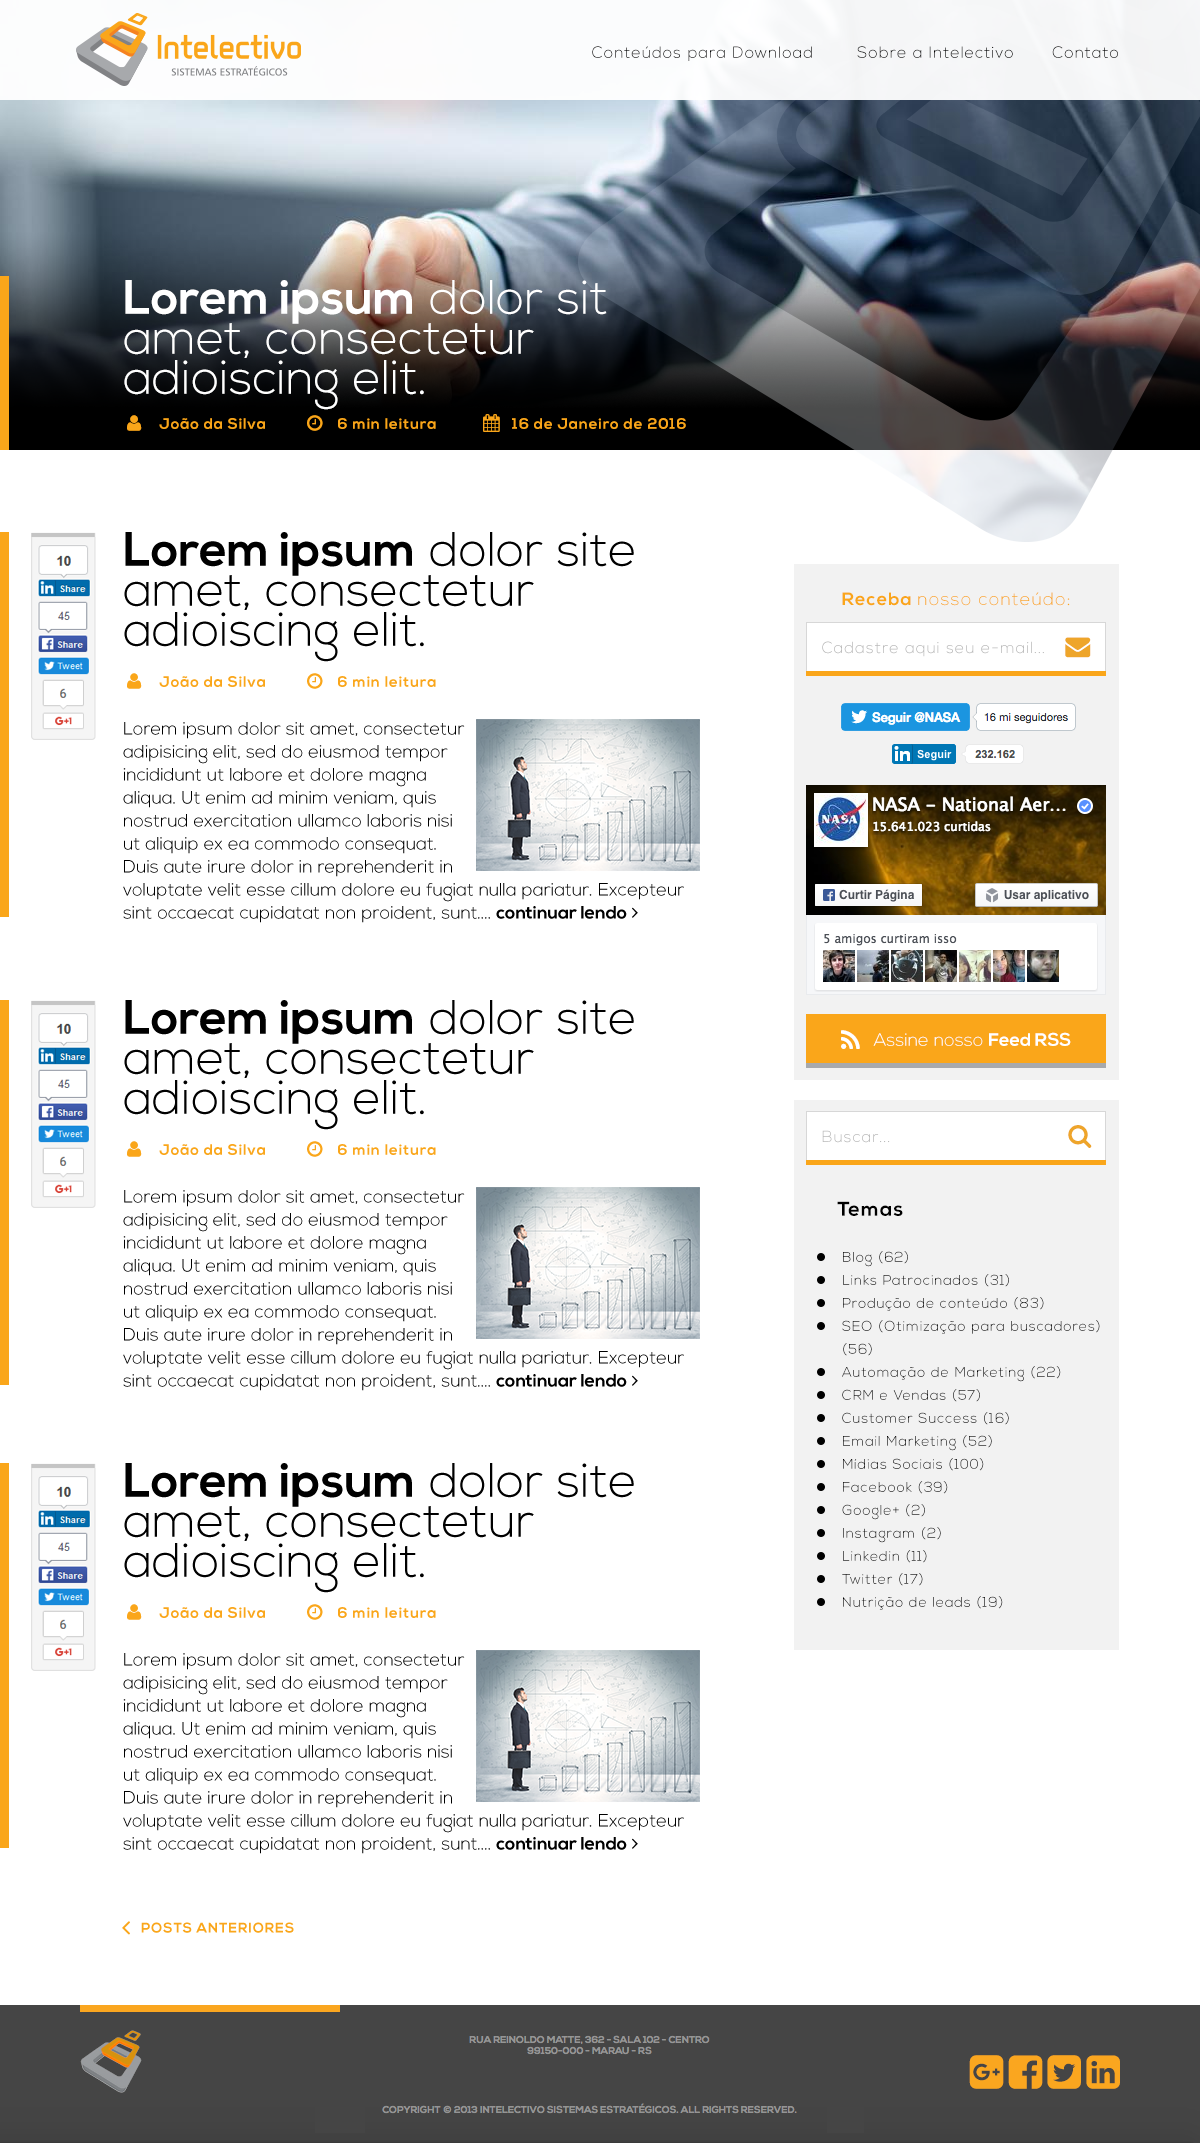 Intelectivo
SISTEMAS ESTRATÉGICOS
Conteúdos para Download
Sobre a Intelectivo
Contato
Lorem ipsum dolor sit
amet, consectetur
adioiscing elit.
João da Silva
6 min leitura
16 de Janeiro de 2016
10
Share
45
Share
Tweet
6
G+1
Lorem ipsum dolor site
amet, consectetur
adioiscing elit.
João da Silva
6 min leitura
Lorem ipsum dolor sit amet, consectetur
adipisicing elit, sed do eiusmod tempor
incididunt ut labore et dolore magna
aliqua. Ut enim ad minim veniam, quis
nostrud exercitation ullamco laboris nisi
ut aliquip ex ea commodo consequat.
Duis aute irure dolor in reprehenderit in
voluptate velit esse cillum dolore eu fugiat nulla pariatur. Excepteur
sint occaecat cupidatat non proident, sunt.... continuar lendo >
10
Share
45
Share
Tweet
6
G+1
Lorem ipsum dolor site
amet, consectetur
adioiscing elit.
João da Silva
6 min leitura
Lorem ipsum dolor sit amet, consectetur
adipisicing elit, sed do eiusmod tempor
incididunt ut labore et dolore magna
aliqua. Ut enim ad minim veniam, quis
nostrud exercitation ullamco laboris nisi
ut aliquip ex ea commodo consequat.
Duis aute irure dolor in reprehenderit in
voluptate velit esse cillum dolore eu fugiat nulla pariatur. Excepteur
sint occaecat cupidatat non proident, sunt.... continuar lendo >
10
Share
45
Share
Tweet
6
G+1
Lorem ipsum dolor site
amet, consectetur
adioiscing elit.
João da Silva
6 min leitura
Lorem ipsum dolor sit amet, consectetur
adipisicing elit, sed do eiusmod tempor
incididunt ut labore et dolore magna
aliqua. Ut enim ad minim veniam, quis
nostrud exercitation ullamco laboris nisi
ut aliquip ex ea commodo consequat.
Duis aute irure dolor in reprehenderit in
voluptate velit esse cillum dolore eu fugiat nulla pariatur. Excepteur
sint occaecat cupidatat non proident, sunt.... continuar lendo >
< POSTS ANTERIORES
Receba nosso conteúdo:
Cadastre aqui seu e-mail...
Seguir @NASA
16 mi seguidores
in Seguir
232.162
NASA
NASA – National Aer...
15.641.023 curtidas
Curtir Página
Usar aplicativo
5 amigos curtiram isso
Assine nosso Feed RSS
Buscar...
Temas
Blog (62)
Links Patrocinados (31)
Produção de conteúdo (83)
SEO (Otimização para buscadores)
(56)
Automação de Marketing (22)
CRM e Vendas (57)
Customer Success (16)
Email Marketing (52)
Mídias Sociais (100)
Facebook (39)
Google+ (2)
Instagram (2)
Linkedin (11)
Twitter (17)
Nutrição de leads (19)
RUA REINOLDO MATTE, 362 - SALA 102 - CENTRO
99150-000 - MARAU - RS
COPYRIGHT © 2013 INTELECTIVO SISTEMAS ESTRATÉGICOS. ALL RIGHTS RESERVED.